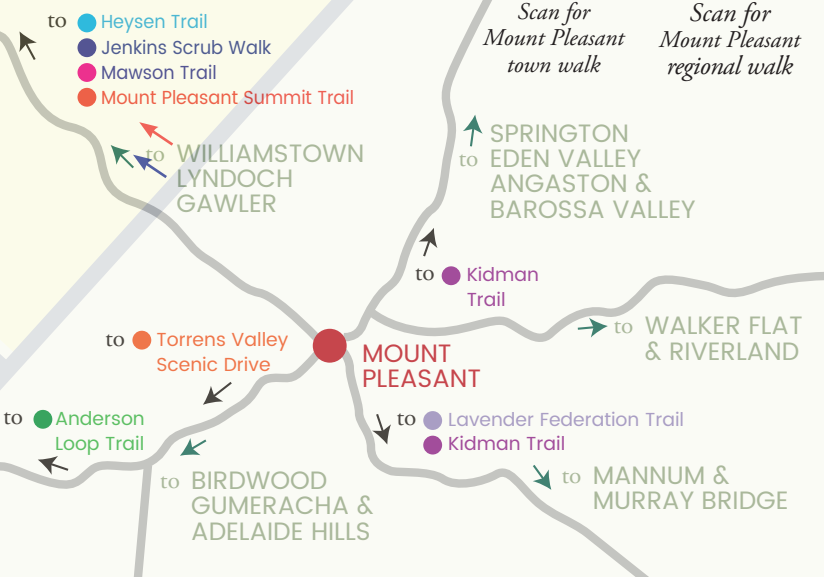 to Heysen Trail
Jenkins Scrub Walk
Mawson Trail
Mount Pleasant Summit Trail
Scan for
Mount Pleasant
town walk
Scan for
Mount Pleasant
regional walk
to WILLIAMSTOWN
LYNDOCH
GAWLER
SPRINGTON
to EDEN VALLEY
ANGASTON &
BAROSSA VALLEY
to Kidman
Trail
to WALKER FLAT
& RIVERLAND
to Torrens Valley
Scenic Drive
MOUNT
PLEASANT
to Anderson
Loop Trail
to Lavender Federation Trail
Kidman Trail
to BIRDWOOD
GUMERACHA &
ADELAIDE HILLS
to MANNUM &
MURRAY BRIDGE